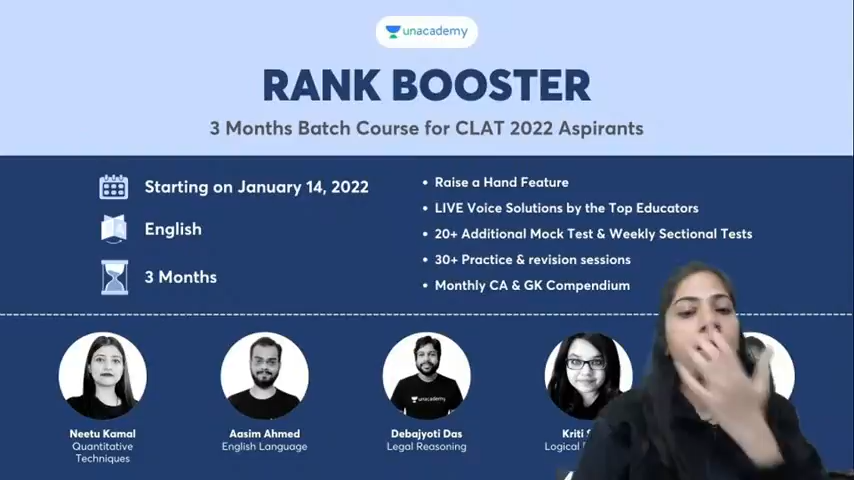 unacademy
RANK BOOSTER
3 Months Batch Course for CLAT 2022 Aspirants
Starting on January 14, 2022
English
3 Months
• Raise a Hand Feature
• LIVE Voice Solutions by the Top Educators
• 20+ Additional Mock Test & Weekly Sectional Tests
• 30+ Practice & revision sessions
• Monthly CA & GK Compendium
unacademy
Neetu Kamal
Quantitative
Techniques
Aasim Ahmed
English Language
Debajyoti Das
Legal Reasoning
Kriti
Logical